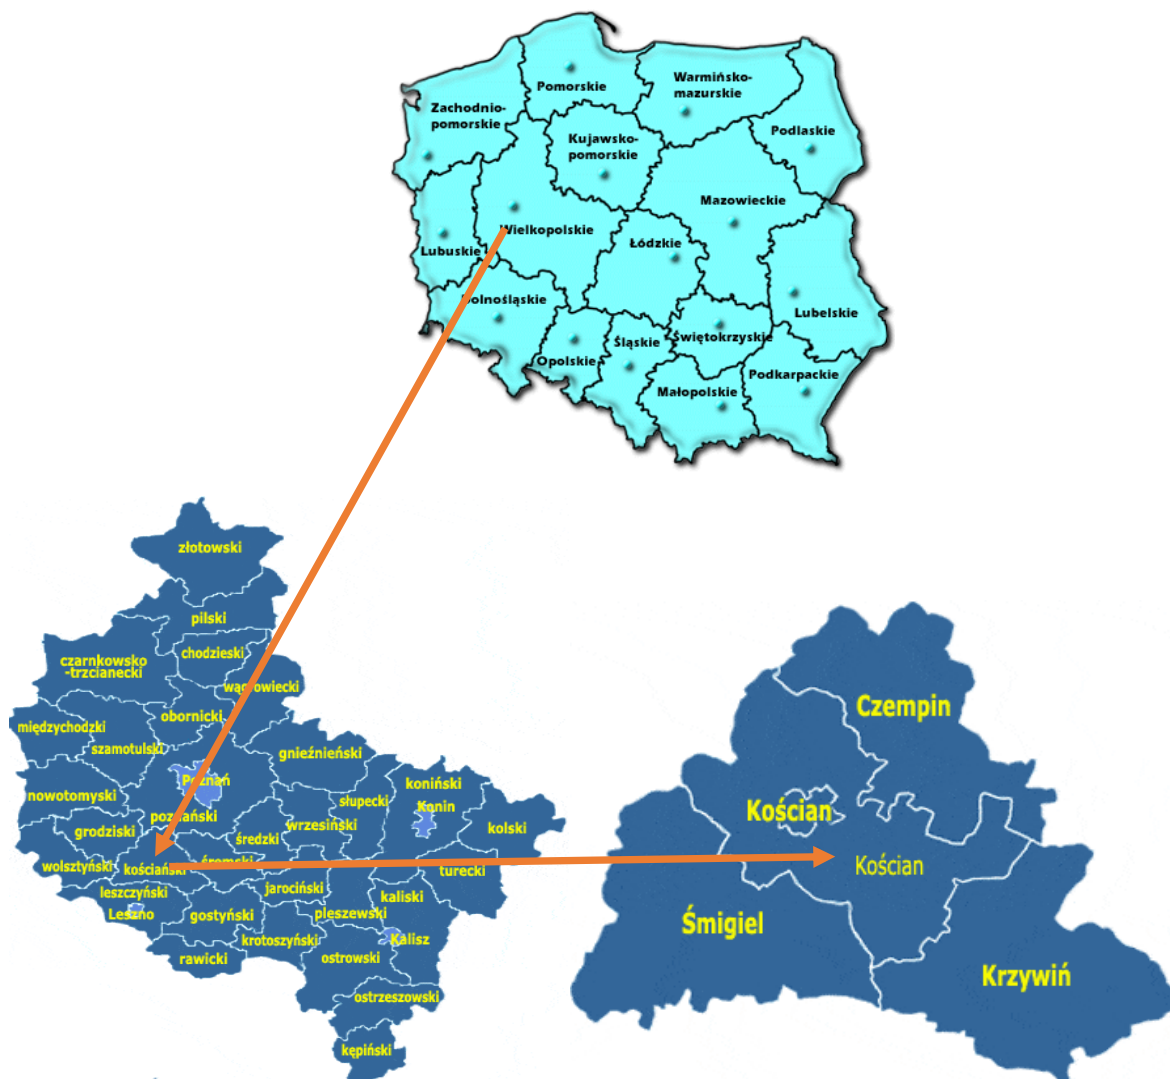 Pomorskie
Warmińsko-
mazurskie
Zachodnio-
pomorskie
Kujawsko-
pomorskie
Podlaskie
Mazowieckie
Wielkopolskie
Łódzkie
Lubuskie
Dolnośląskie
Lubelskie
Świętokrzyskie
Śląskie
Opolskie
Podkarpackie
Małopolskie
złotowski
pilski
chodzieski
czarnkowsko
-trzcianecki
wągrowiecki
obornicki
międzychodzki
szamotulski
gnieźnieński
Poznań
koniński
nowotomyski
słupecki
Konin
poznański
wrzesiński
kolski
grodziski
średzki
wolsztyński
kościański
śremski
turecki
leszczyński
jarociński
kaliski
Leszno
gostyński
pleszewski
krotoszyński
Kalisz
rawicki
ostrowski
ostrzeszowski
kępiński
Czempin
Kościan
Kościan
Śmigiel
Krzywiń